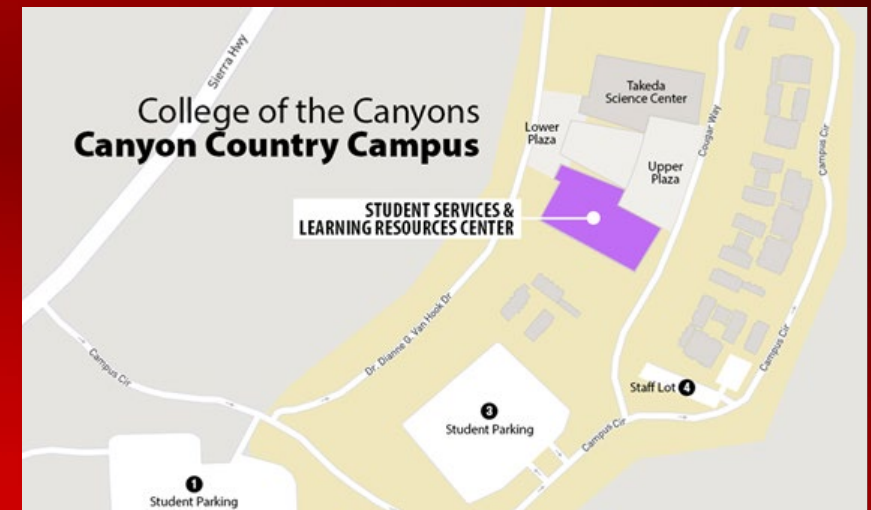 Sierra Hwy
College of the Canyons
Canyon Country Campus
Takeda
Science Center
Lower
Plaza
Upper
Plaza
Cougar Way
Campus Cir
STUDENT SERVICES &
LEARNING RESOURCES CENTER
Dr. Dianne G. Van Hook Dr
Campus Cir
Campus Cir
Staff Lot 4
3
Student Parking
Campus Cir
1
Student Parking